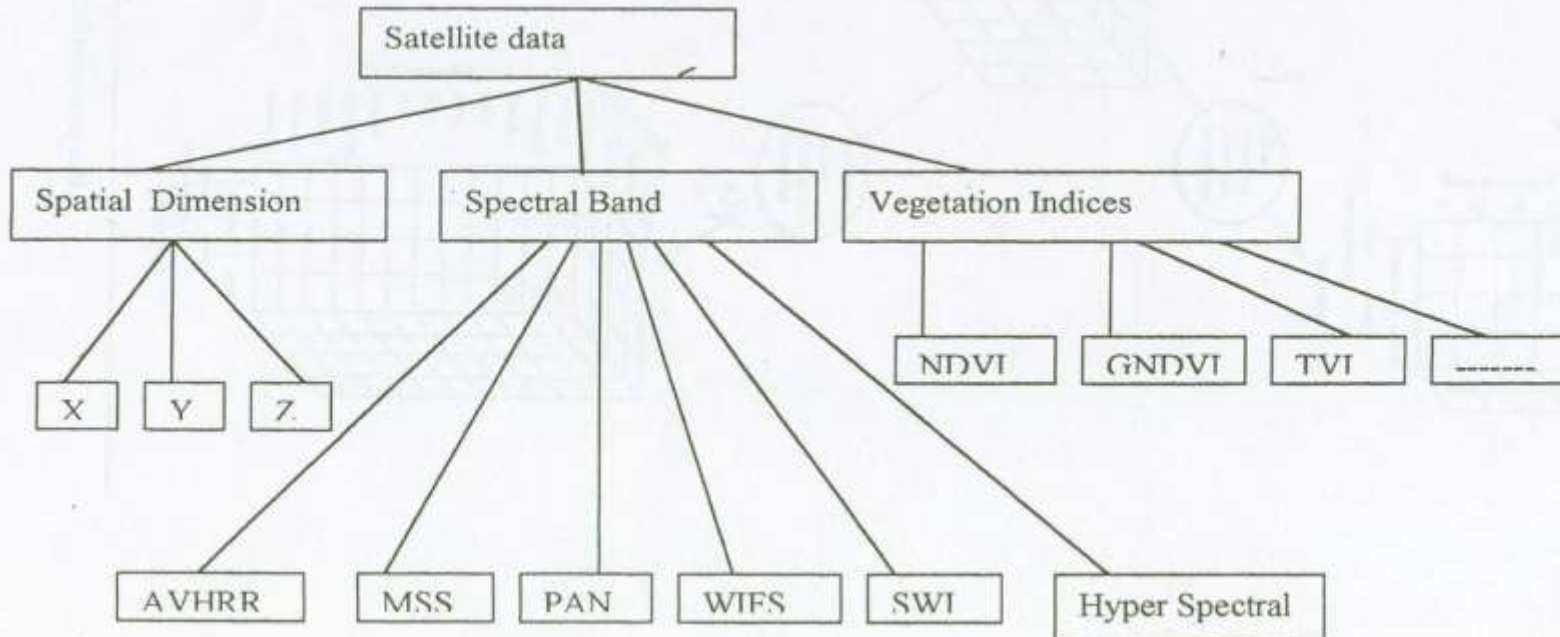 Satellite data
Spatial Dimension
Spectral Band
Vegetation Indices
NDVI
GNDVI
TVI
-------
X
Y
Z
AVHRR
MSS
PAN
WIFS
SWI
Hyper Spectral